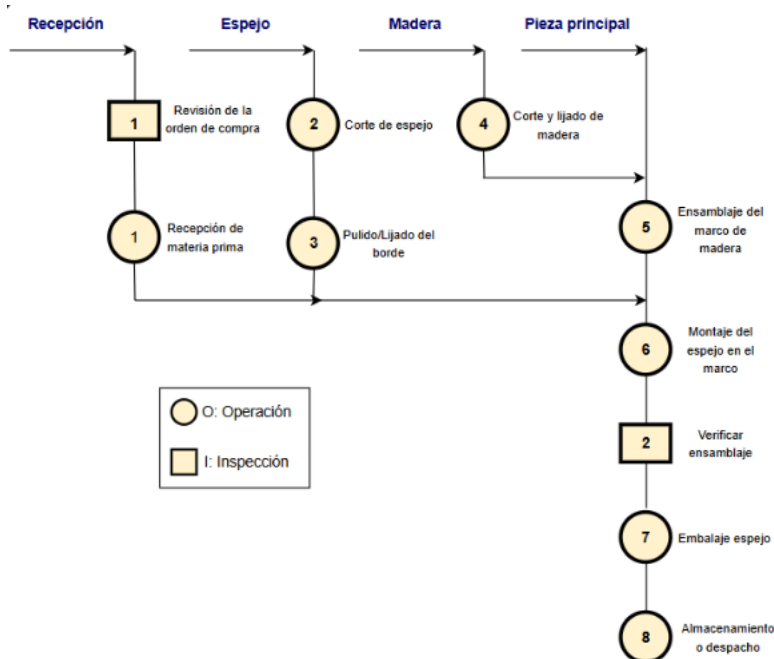 Recepción
Espejo
Madera
Pieza principal
1
Revisión de la
orden de compra
2
Corte de espejo
4
Corte y lijado de
madera
1
Recepción de
materia prima
3
Pulido/Lijado del
borde
5
Ensamblaje del
marco de
madera
6
Montaje del
espejo en el
marco
O: Operación
I: Inspección
2
Verificar
ensamblaje
7
Embalaje espejo
8
Almacenamiento
o despacho